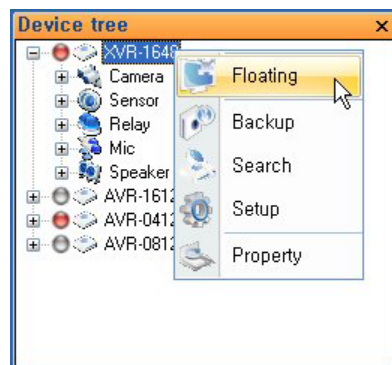 Device tree
XVR-1648
Camera
Sensor
Relay
Mic
Speaker
AVR-1612
AVR-0412
AVR-0812
Floating
Backup
Search
Setup
Property